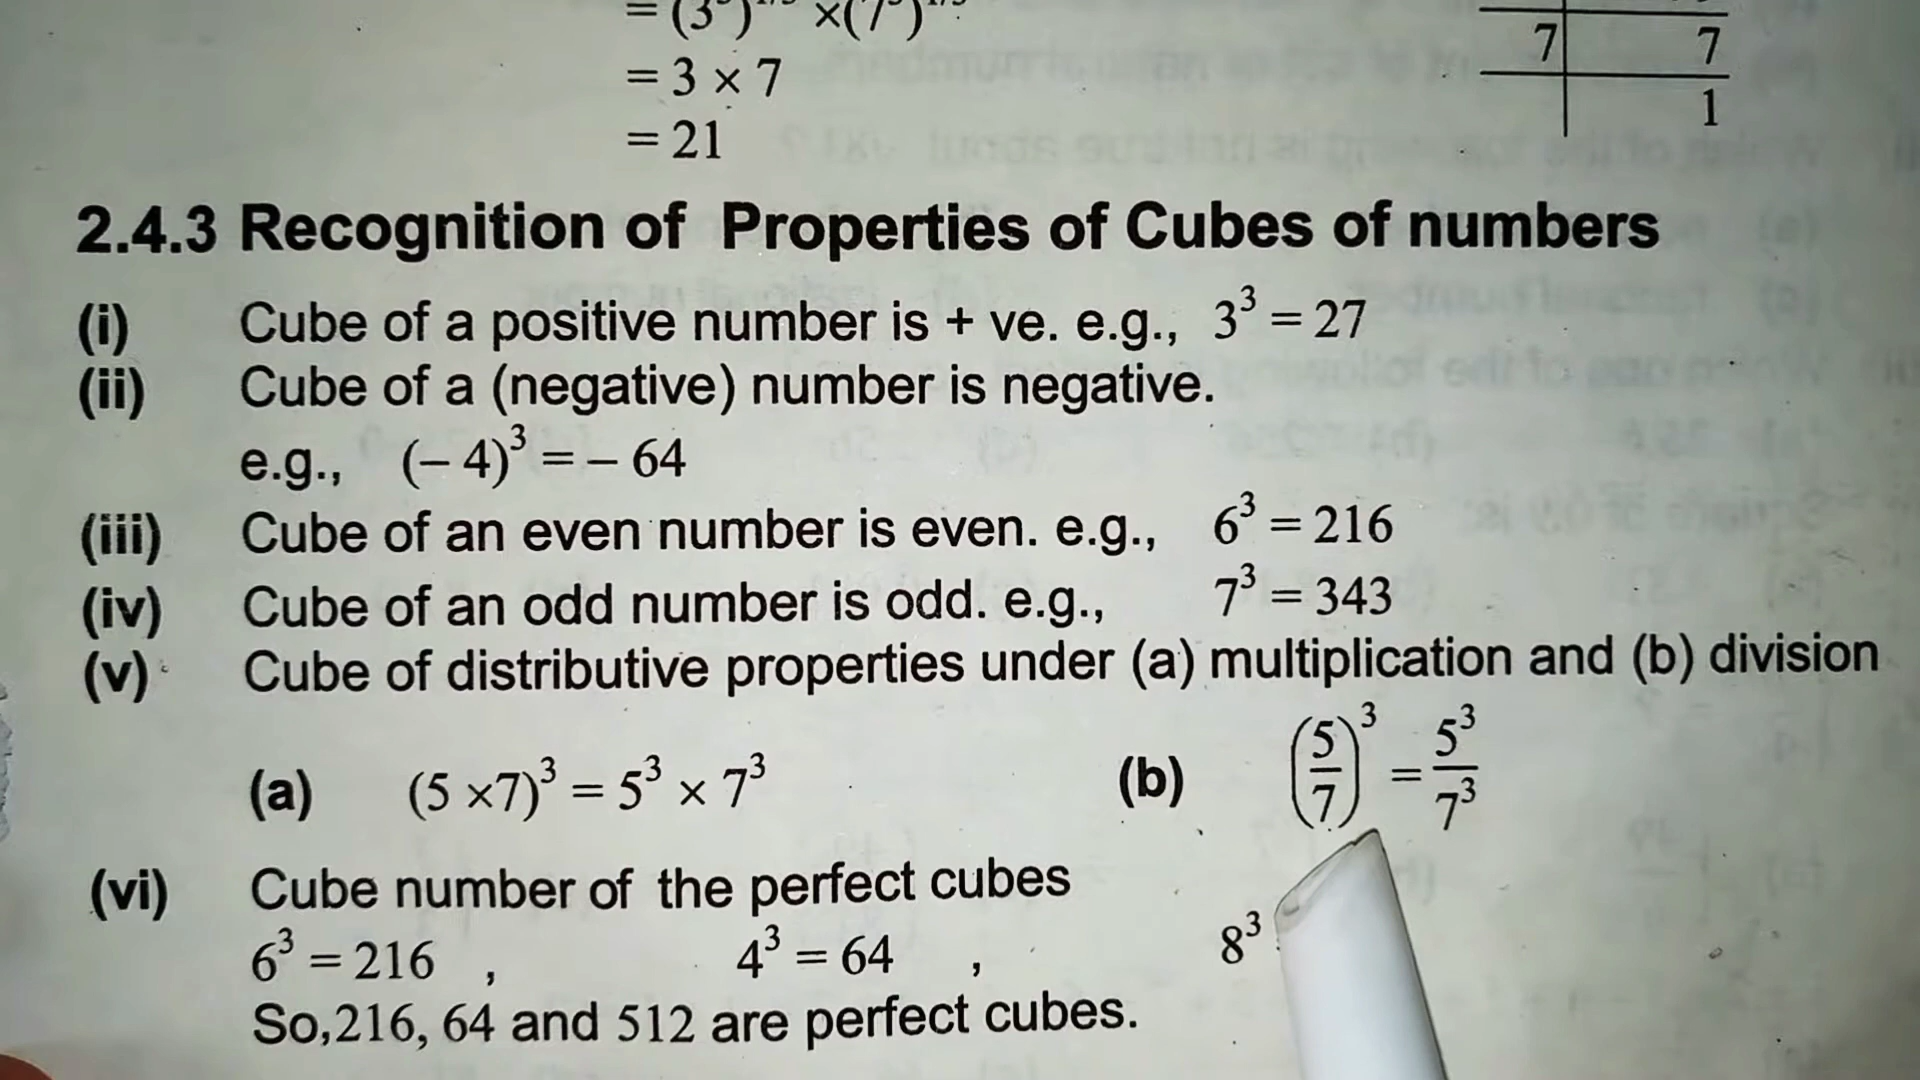 = 3 × 7
= 21
7 7
1
2.4.3 Recognition of Properties of Cubes of numbers
(i) Cube of a positive number is + ve. e.g., 3³ = 27
(ii) Cube of a (negative) number is negative.
e.g., (– 4)³ = – 64
(iii) Cube of an even number is even. e.g., 6³ = 216
(iv) Cube of an odd number is odd. e.g., 7³ = 343
(v) Cube of distributive properties under (a) multiplication and (b) division
(a) (5 ×7)³ = 5³ × 7³ (b) (5/7)³ = 5³/7³
(vi) Cube number of the perfect cubes
6³ = 216 , 4³ = 64 , 8³
So,216, 64 and 512 are perfect cubes.